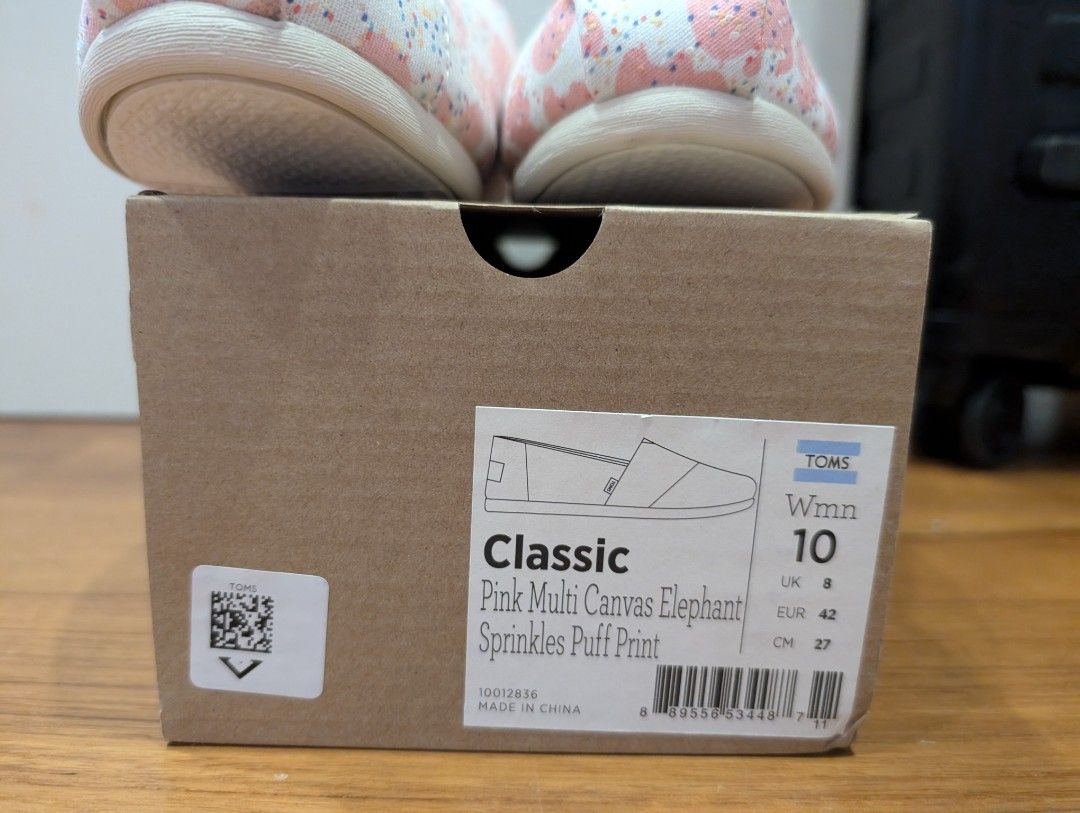 TOMS
TOMS
TOMS
Wmn
10
UK 8
EUR 42
CM 27
Classic
Pink Multi Canvas Elephant
Sprinkles Puff Print
10012836
MADE IN CHINA
8 89556 53448 7 11